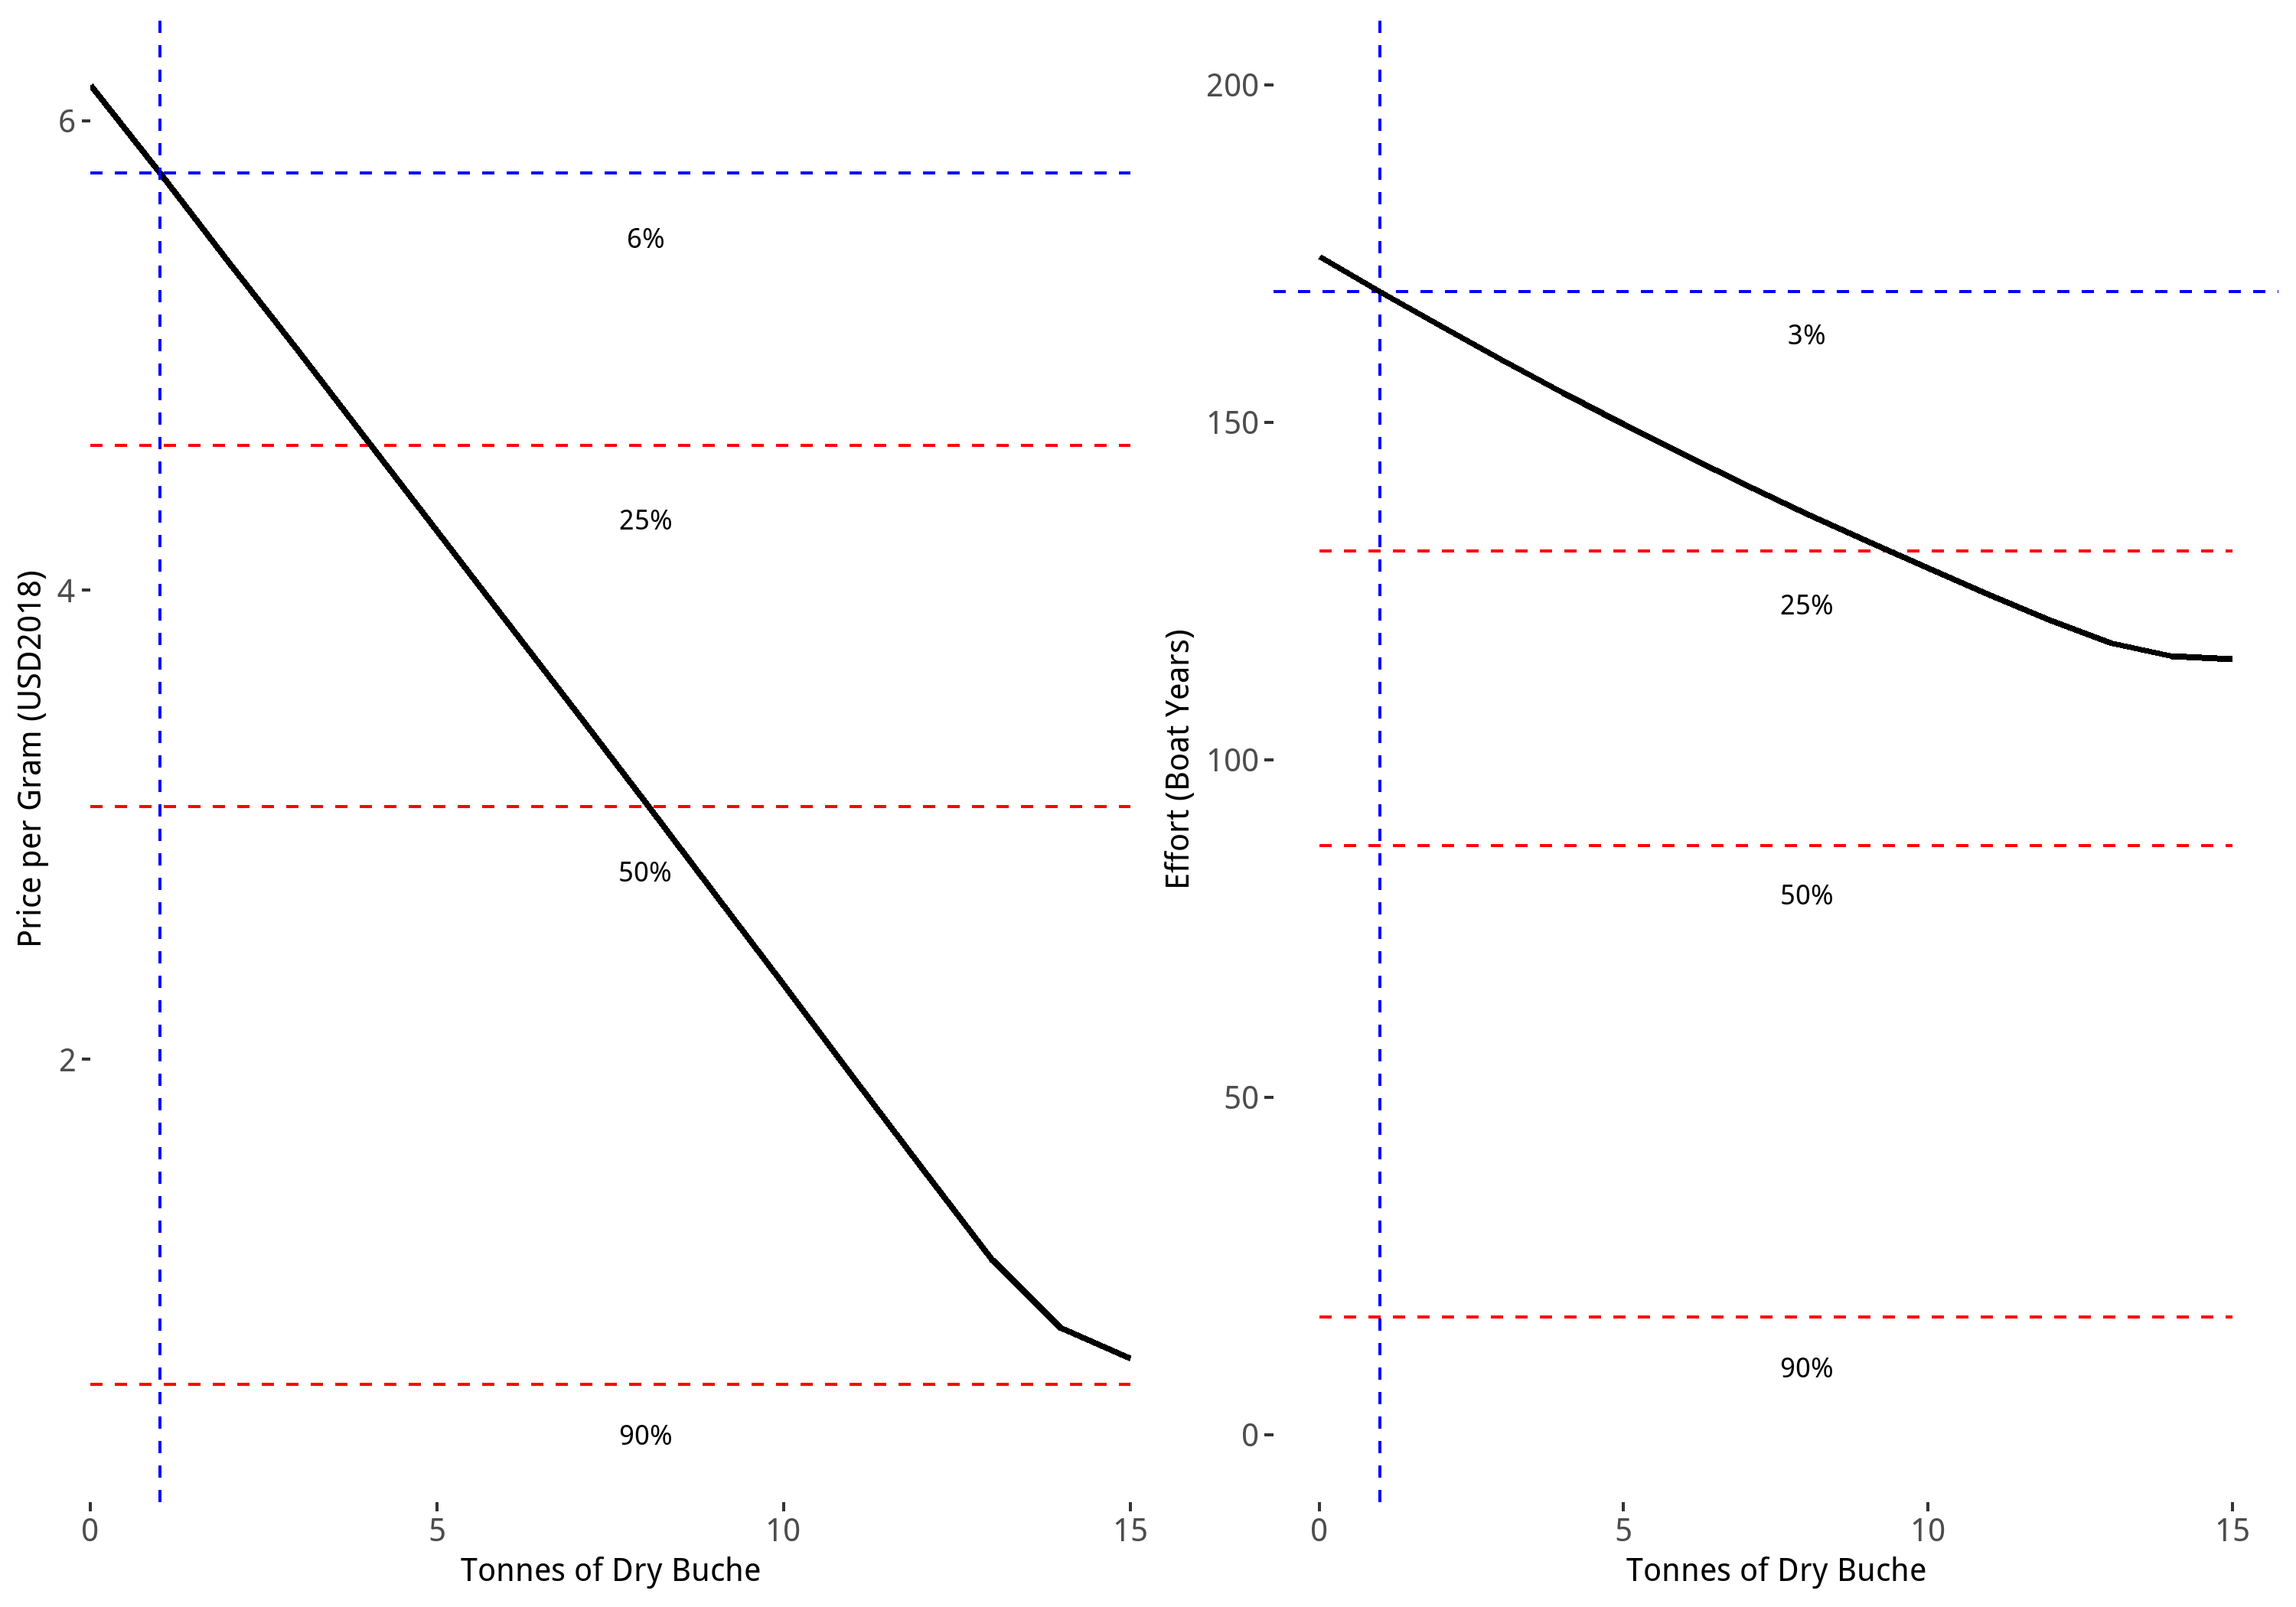 Price per Gram (USD2018)
6
4
2
6%
25%
50%
90%
0 5 10 15
Tonnes of Dry Buche
Effort (Boat Years)
200
150
100
50
0
3%
25%
50%
90%
0 5 10 15
Tonnes of Dry Buche